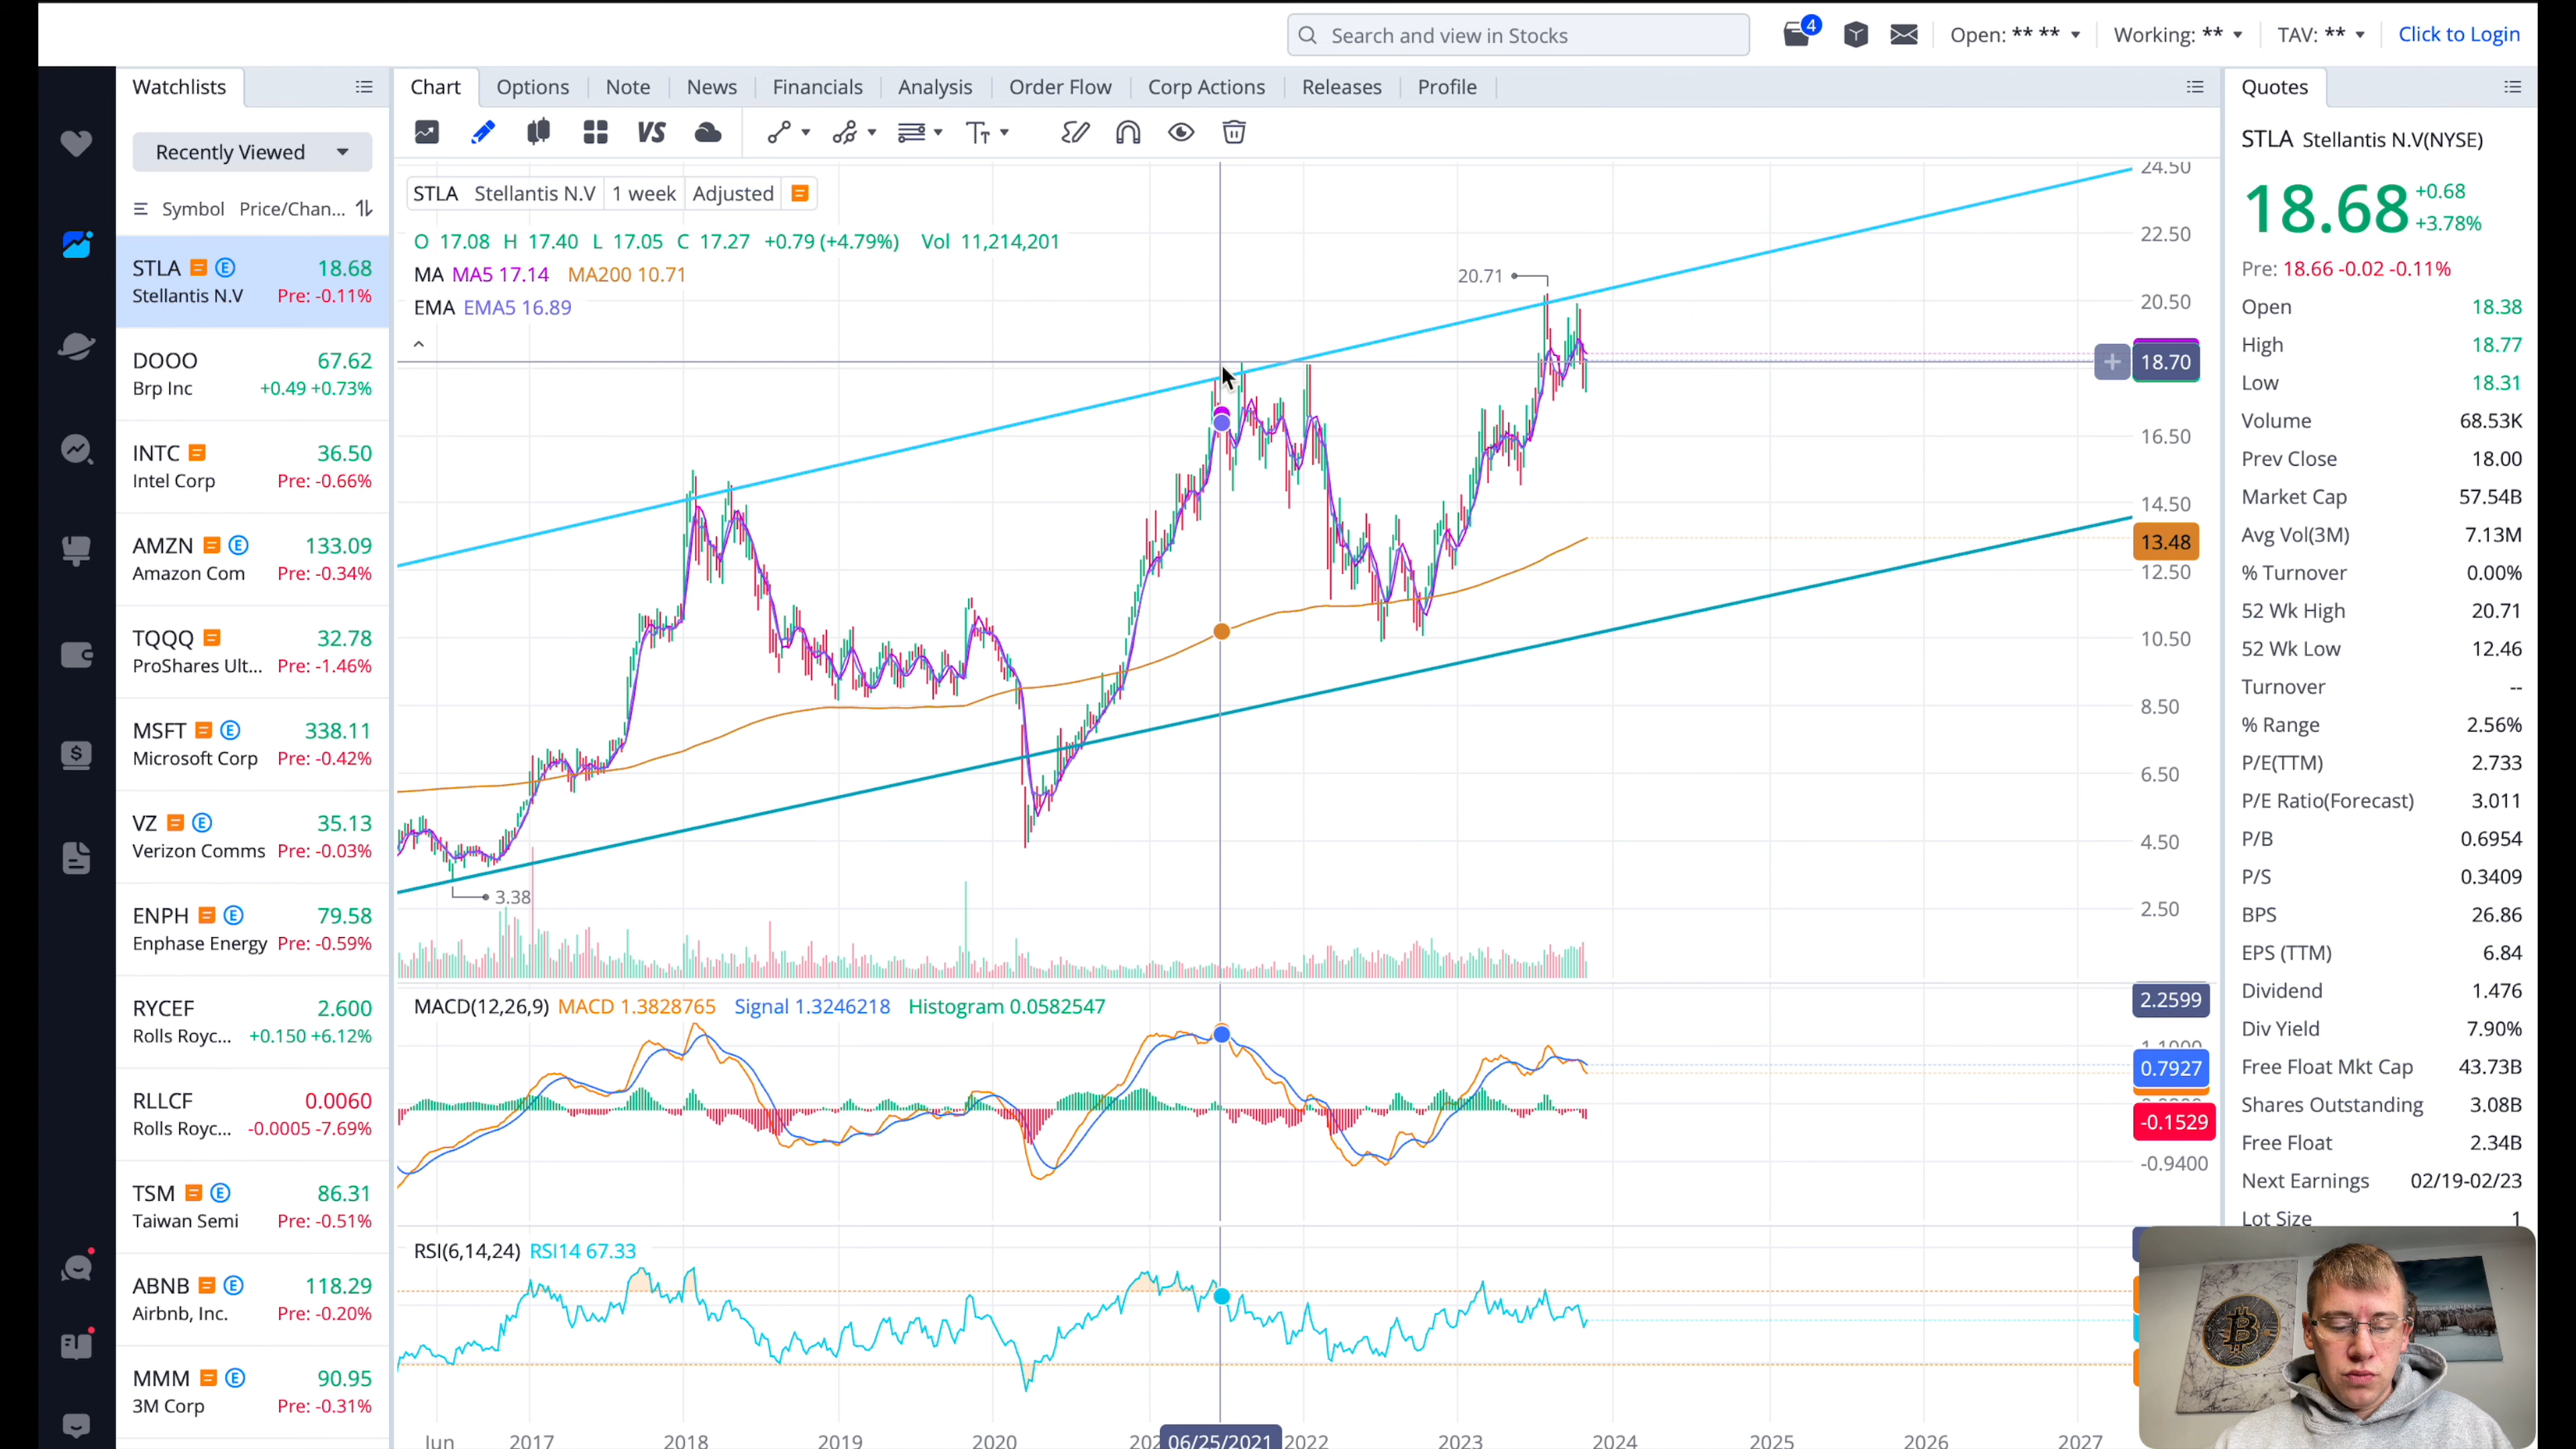 Search and view in Stocks
4
Open: ** **
Working: **
TAV: **
Click to Login
Watchlists
Chart
Options
Note
News
Financials
Analysis
Order Flow
Corp Actions
Releases
Profile
Quotes
Recently Viewed
Symbol Price/Chan...
STLA E 18.68
Stellantis N.V Pre: -0.11%
DOOO 67.62
Brp Inc +0.49 +0.73%
INTC 36.50
Intel Corp Pre: -0.66%
AMZN E 133.09
Amazon Com Pre: -0.34%
TQQQ 32.78
ProShares Ult... Pre: -1.46%
MSFT E 338.11
Microsoft Corp Pre: -0.42%
VZ E 35.13
Verizon Comms Pre: -0.03%
ENPH E 79.58
Enphase Energy Pre: -0.59%
RYCEF 2.600
Rolls Royc... +0.150 +6.12%
RLLCF 0.0060
Rolls Royc... -0.0005 -7.69%
TSM E 86.31
Taiwan Semi Pre: -0.51%
ABNB E 118.29
Airbnb, Inc. Pre: -0.20%
MMM E 90.95
3M Corp Pre: -0.31%
VS
Tт
STLA Stellantis N.V 1 week Adjusted
O 17.08 H 17.40 L 17.05 C 17.27 +0.79 (+4.79%) Vol 11,214,201
MA MA5 17.14 MA200 10.71
EMA EMA5 16.89
20.71
3.38
24.50
22.50
20.50
18.70
16.50
14.50
13.48
12.50
10.50
8.50
6.50
4.50
2.50
MACD(12,26,9) MACD 1.3828765 Signal 1.3246218 Histogram 0.0582547
2.2599
1.1000
0.7927
-0.1529
-0.9400
RSI(6,14,24) RSI14 67.33
Jun 2017 2018 2019 2020 202 06/25/2021 2022 2023 2024 2025 2026 2027
STLA Stellantis N.V(NYSE)
18.68 +0.68
+3.78%
Pre: 18.66 -0.02 -0.11%
Open 18.38
High 18.77
Low 18.31
Volume 68.53K
Prev Close 18.00
Market Cap 57.54B
Avg Vol(3M) 7.13M
% Turnover 0.00%
52 Wk High 20.71
52 Wk Low 12.46
Turnover --
% Range 2.56%
P/E(TTM) 2.733
P/E Ratio(Forecast) 3.011
P/B 0.6954
P/S 0.3409
BPS 26.86
EPS (TTM) 6.84
Dividend 1.476
Div Yield 7.90%
Free Float Mkt Cap 43.73B
Shares Outstanding 3.08B
Free Float 2.34B
Next Earnings 02/19-02/23
Lot Size 1